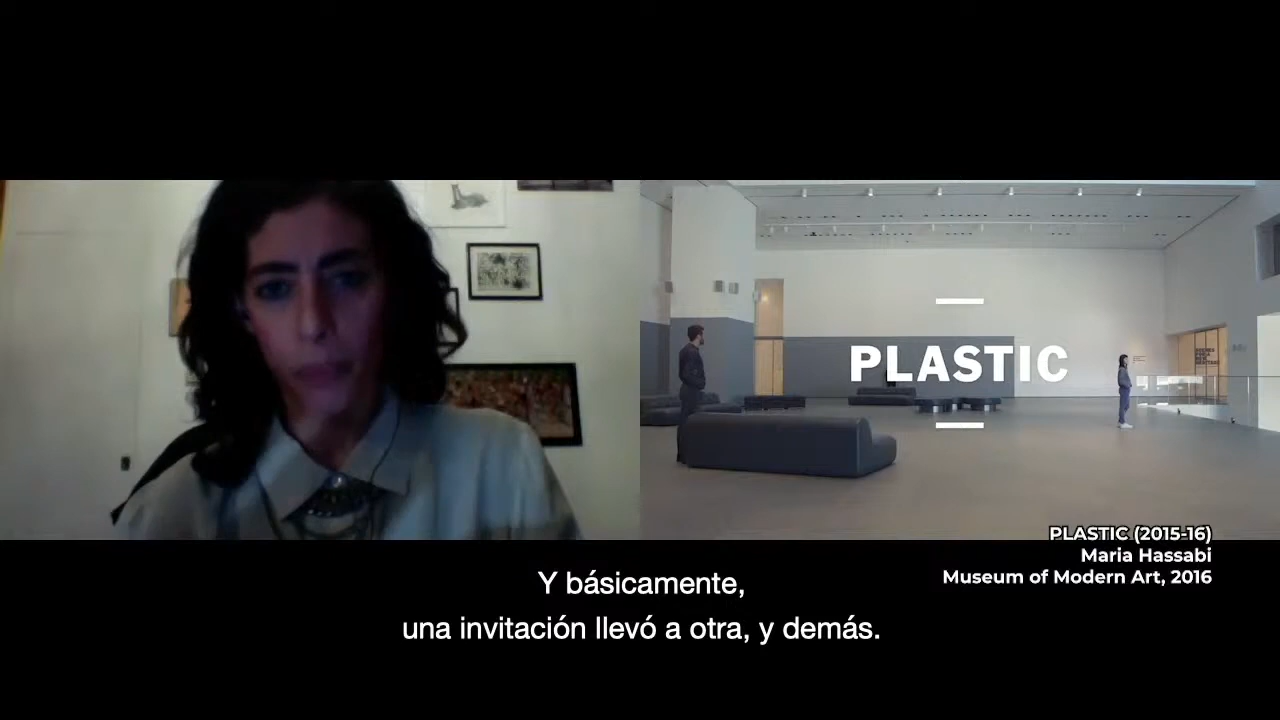 PLASTIC
PLASTIC (2015-16)
Maria Hassabi
Museum of Modern Art, 2016
Y básicamente,
una invitación llevó a otra, y demás.